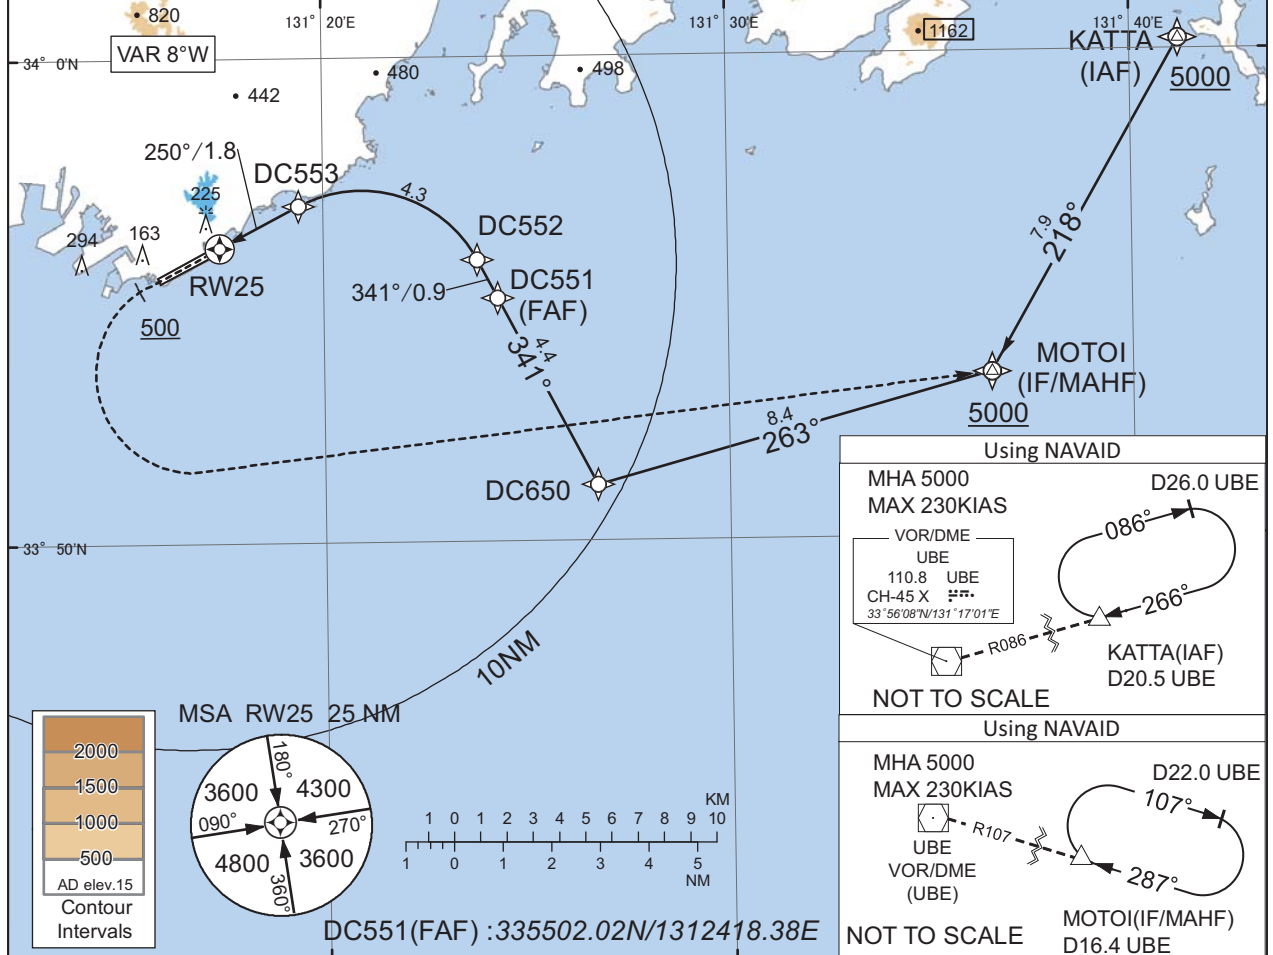 820
131° 20'E
131° 30'E
131° 40'E
1162
VAR 8°W
KATTA
(IAF)
5000
34° 0'N
480
498
442
250°/1.8
DC553
4.3
225
294
163
RW25
DC552
DC551
(FAF)
341°/0.9
500
4.4
341°
7.9
218°
MOTOI
(IF/MAHF)
5000
8.4
263°
DC650
33° 50'N
10NM
Using NAVAID
MHA 5000
MAX 230KIAS
D26.0 UBE
VOR/DME
UBE
110.8 UBE
CH-45 X
33°56'08"N/131°17'01"E
086°
266°
R086
KATTA(IAF)
D20.5 UBE
NOT TO SCALE
Using NAVAID
MHA 5000
MAX 230KIAS
D22.0 UBE
107°
R107
287°
UBE
VOR/DME
(UBE)
MOTOI(IF/MAHF)
D16.4 UBE
NOT TO SCALE
2000
1500
1000
500
AD elev.15
Contour
Intervals
MSA RW25 25 NM
180°
3600
4300
090°
270°
4800
3600
360°
KM
1 0 1 2 3 4 5 6 7 8 9 10
1 0 1 2 3 4 5
NM
DC551(FAF) :335502.02N/1312418.38E